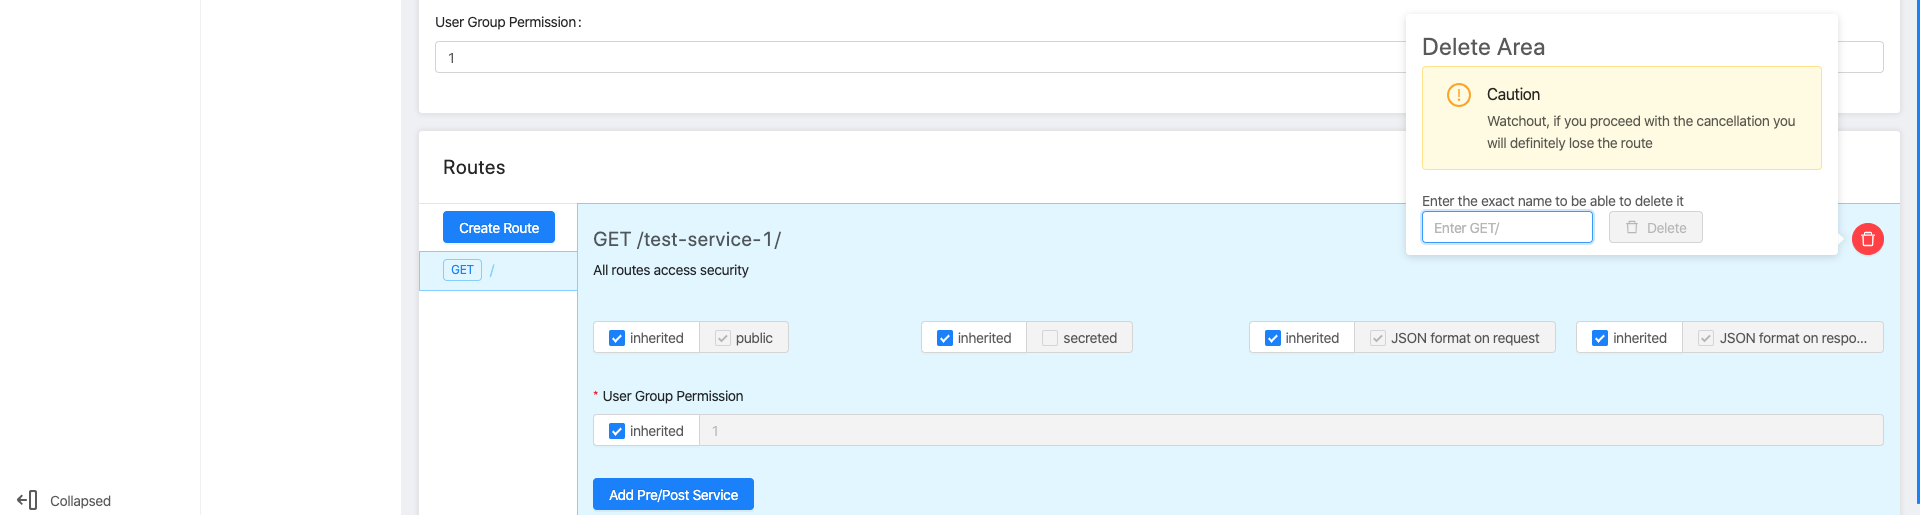 User Group Permission:
1
Delete Area
Caution
Watchout, if you proceed with the cancellation you
will definitely lose the route
Enter the exact name to be able to delete it
Enter GET/
Delete
Routes
Create Route
GET /
GET /test-service-1/
All routes access security
inherited public
inherited secreted
inherited JSON format on request
inherited JSON format on respo...
* User Group Permission
inherited 1
Add Pre/Post Service
Collapsed